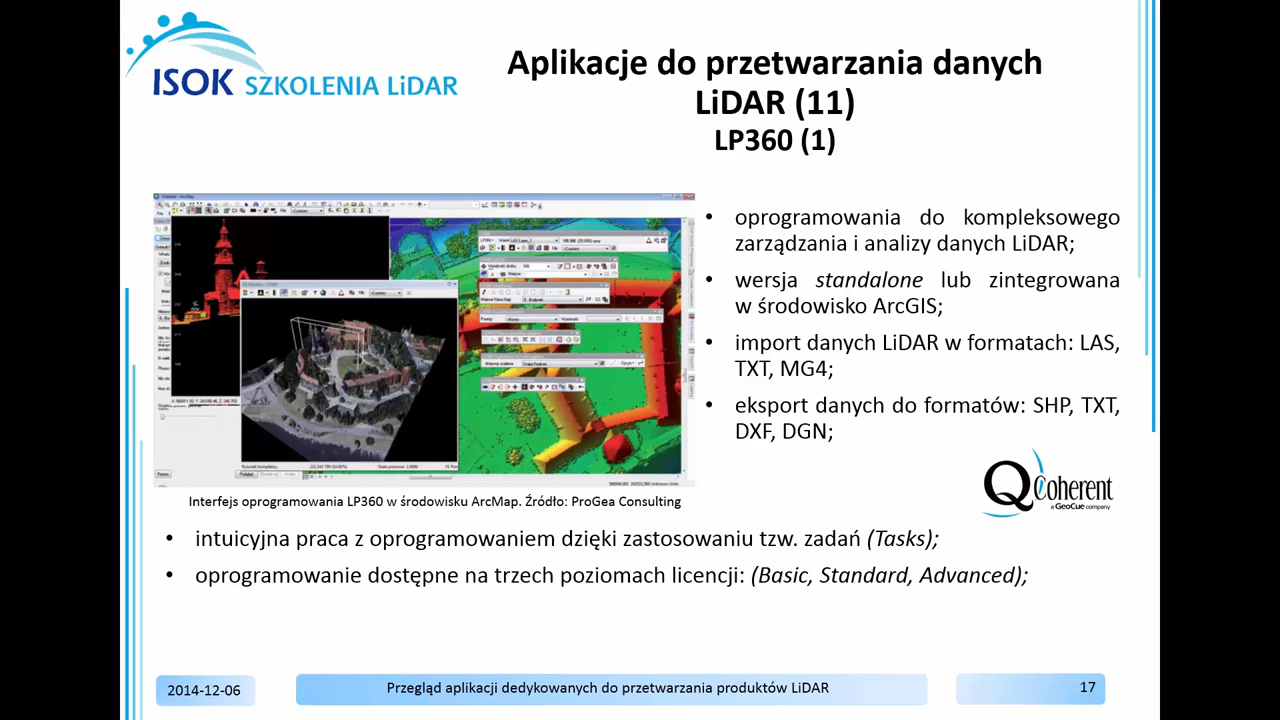 ISOK SZKOLENIA LiDAR
Aplikacje do przetwarzania danych
LiDAR (11)
LP360 (1)
• oprogramowania do kompleksowego
zarządzania i analizy danych LiDAR;
• wersja standalone lub zintegrowana
w środowisko ArcGIS;
• import danych LiDAR w formatach: LAS,
TXT, MG4;
• eksport danych do formatów: SHP, TXT,
DXF, DGN;
QCoherent
a GeoCue company
Interfejs oprogramowania LP360 w środowisku ArcMap. Źródło: ProGea Consulting
• intuicyjna praca z oprogramowaniem dzięki zastosowaniu tzw. zadań (Tasks);
• oprogramowanie dostępne na trzech poziomach licencji: (Basic, Standard, Advanced);
2014-12-06
Przegląd aplikacji dedykowanych do przetwarzania produktów LiDAR
17